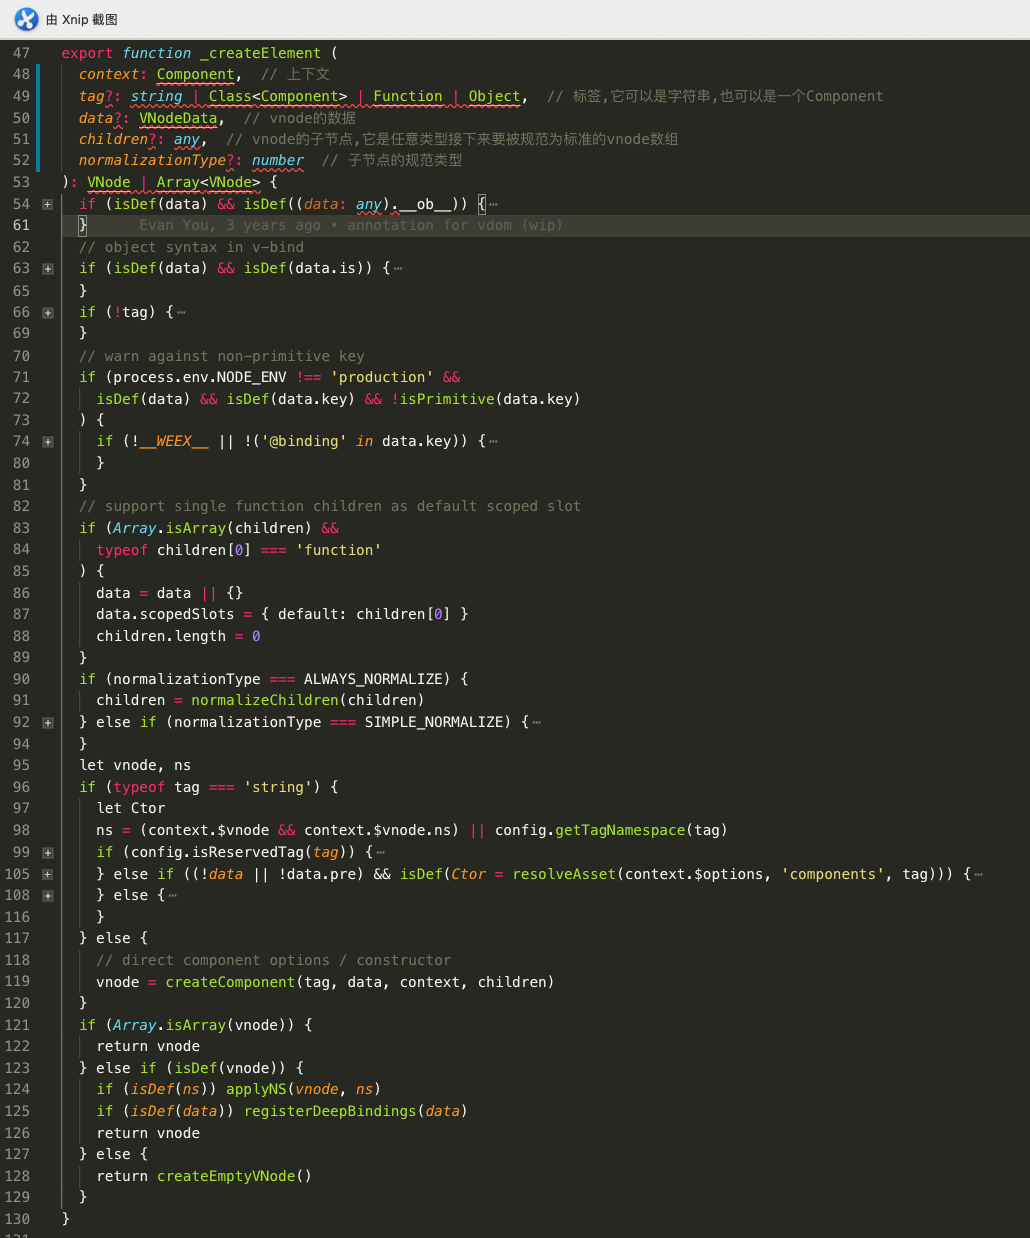 由 Xnip 截图
47 export function _createElement (
48 context: Component,  // 上下文
49 tag?: string | Class<Component> | Function | Object,  // 标签,它可以是字符串,也可以是一个Component
50 data?: VNodeData,  // vnode的数据
51 children?: any,  // vnode的子节点,它是任意类型接下来要被规范为标准的vnode数组
52 normalizationType?: number  // 子节点的规范类型
53 ): VNode | Array<VNode> {
54 if (isDef(data) && isDef((data: any).__ob__)) {⋯
61 }      Evan You, 3 years ago • annotation for vdom (wip)
62 // object syntax in v-bind
63 if (isDef(data) && isDef(data.is)) {⋯
65 }
66 if (!tag) {⋯
69 }
70 // warn against non-primitive key
71 if (process.env.NODE_ENV !== 'production' &&
72 isDef(data) && isDef(data.key) && !isPrimitive(data.key)
73 ) {
74 if (!__WEEX__ || !('@binding' in data.key)) {⋯
80 }
81 }
82 // support single function children as default scoped slot
83 if (Array.isArray(children) &&
84 typeof children[0] === 'function'
85 ) {
86 data = data || {}
87 data.scopedSlots = { default: children[0] }
88 children.length = 0
89 }
90 if (normalizationType === ALWAYS_NORMALIZE) {
91 children = normalizeChildren(children)
92 } else if (normalizationType === SIMPLE_NORMALIZE) {⋯
94 }
95 let vnode, ns
96 if (typeof tag === 'string') {
97 let Ctor
98 ns = (context.$vnode && context.$vnode.ns) || config.getTagNamespace(tag)
99 if (config.isReservedTag(tag)) {⋯
105 } else if ((!data || !data.pre) && isDef(Ctor = resolveAsset(context.$options, 'components', tag))) {⋯
108 } else {⋯
116 }
117 } else {
118 // direct component options / constructor
119 vnode = createComponent(tag, data, context, children)
120 }
121 if (Array.isArray(vnode)) {
122 return vnode
123 } else if (isDef(vnode)) {
124 if (isDef(ns)) applyNS(vnode, ns)
125 if (isDef(data)) registerDeepBindings(data)
126 return vnode
127 } else {
128 return createEmptyVNode()
129 }
130 }